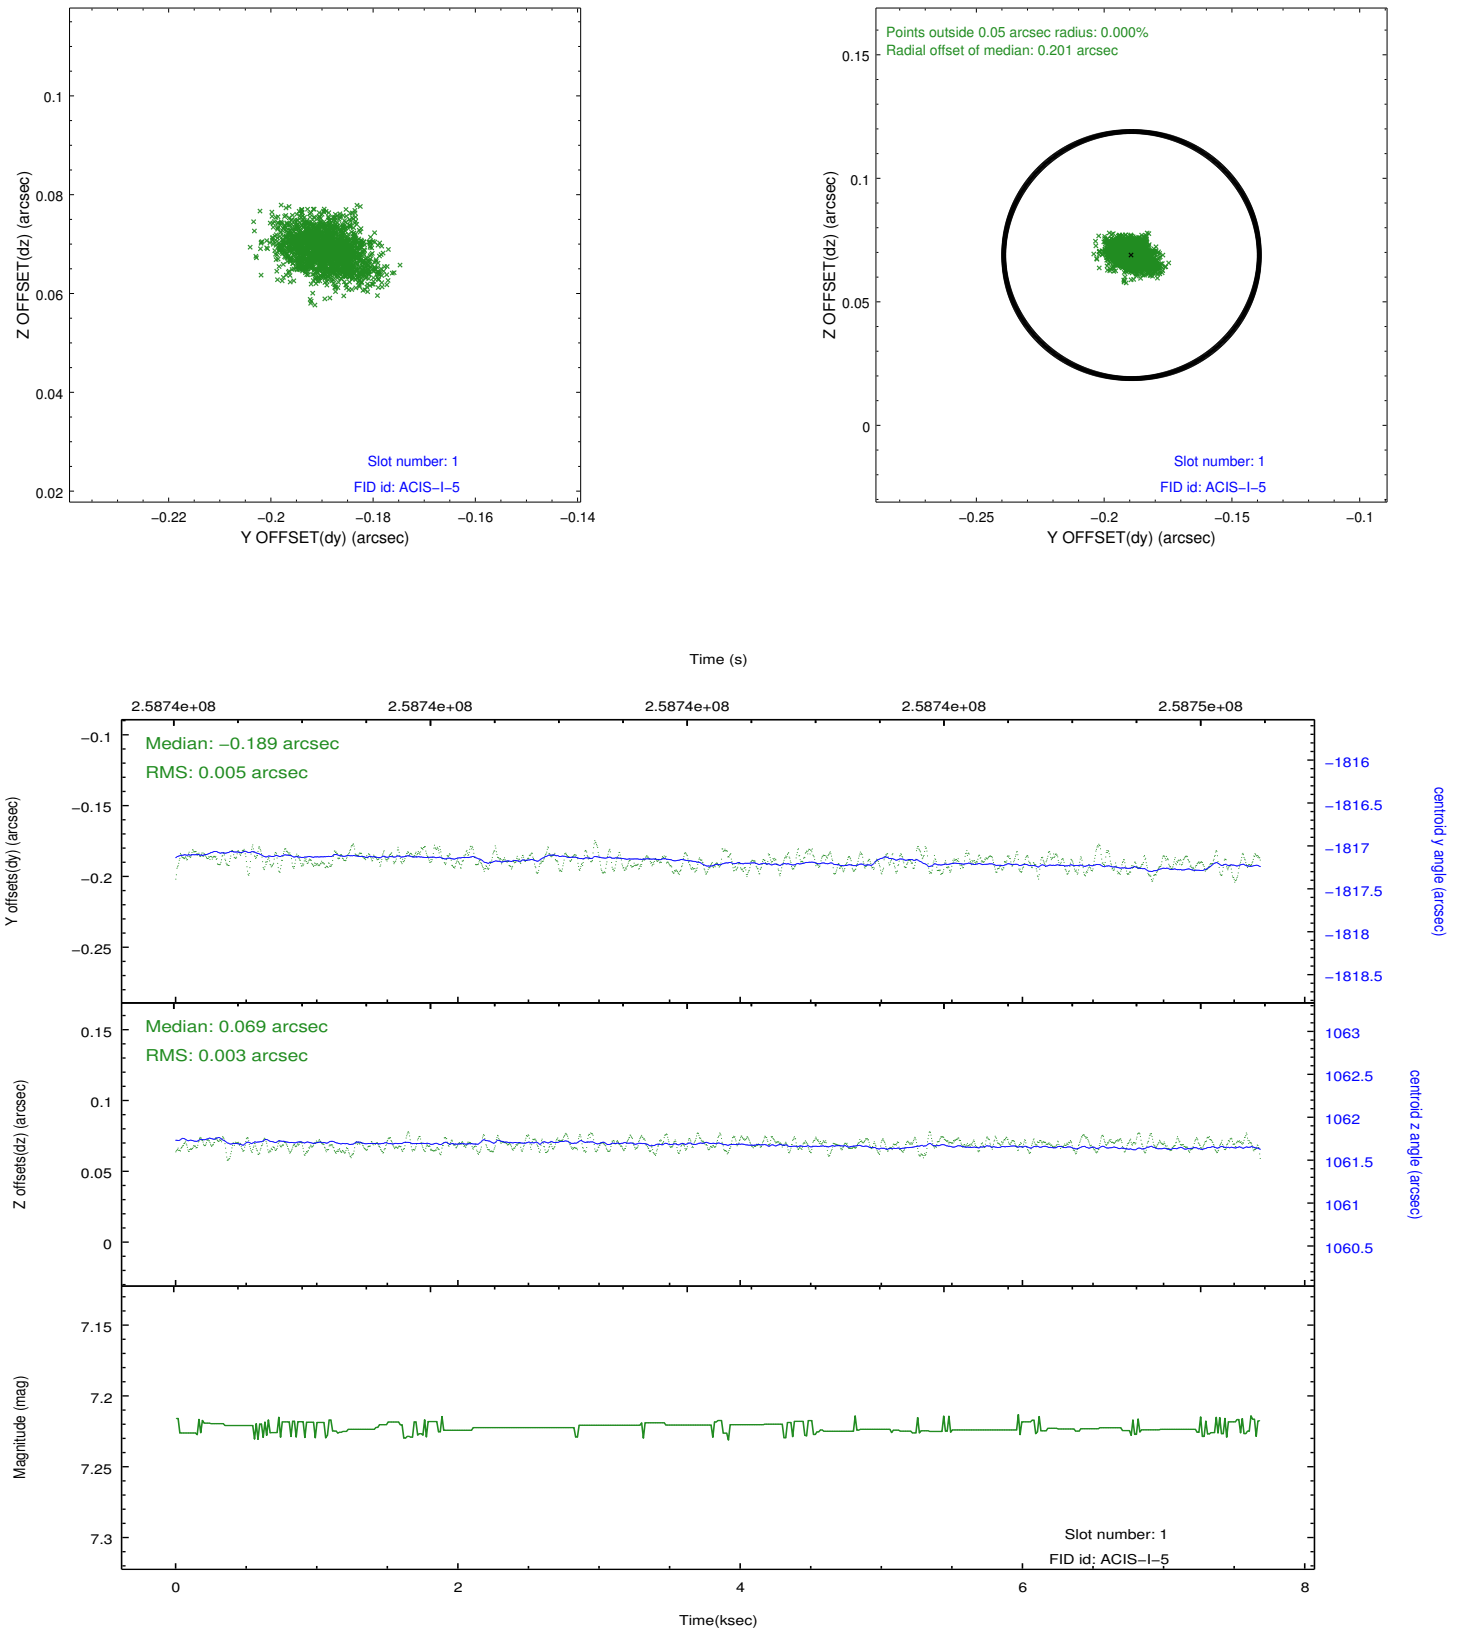 0.1
0.08
0.06
0.04
0.02
Z OFFSET(dz) (arcsec)
−0.22
−0.2
−0.18
−0.16
−0.14
Y OFFSET(dy) (arcsec)
Slot number: 1
FID id: ACIS−I−5
Points outside 0.05 arcsec radius: 0.000%
Radial offset of median: 0.201 arcsec
0.15
0.1
0.05
0
Z OFFSET(dz) (arcsec)
−0.25
−0.2
−0.15
−0.1
Y OFFSET(dy) (arcsec)
Slot number: 1
FID id: ACIS−I−5
Time (s)
2.5874e+08
2.5874e+08
2.5874e+08
2.5874e+08
2.5875e+08
Median: −0.189 arcsec
RMS: 0.005 arcsec
−0.1
−0.15
−0.2
−0.25
Y offsets(dy) (arcsec)
−1816
−1816.5
−1817
−1817.5
−1818
−1818.5
centroid y angle (arcsec)
Median: 0.069 arcsec
RMS: 0.003 arcsec
0.15
0.1
0.05
0
Z offsets(dz) (arcsec)
1063
1062.5
1062
1061.5
1061
1060.5
centroid z angle (arcsec)
7.15
7.2
7.25
7.3
Magnitude (mag)
Slot number: 1
FID id: ACIS−I−5
0
2
4
6
8
Time(ksec)